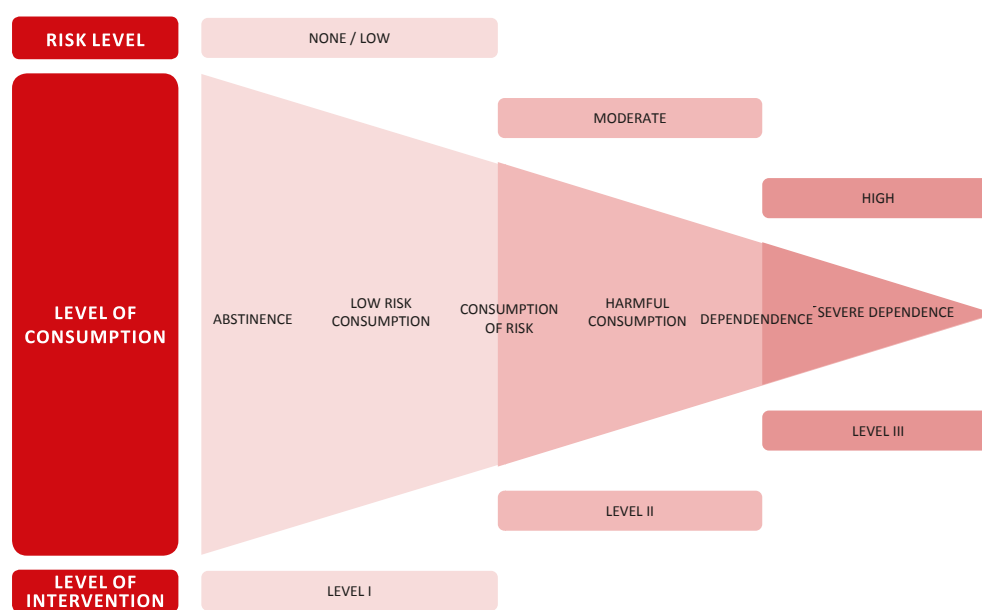 RISK LEVEL
NONE / LOW
MODERATE
HIGH
LEVEL OF
CONSUMPTION
ABSTINENCE
LOW RISK
CONSUMPTION
CONSUMPTION
OF RISK
HARMFUL
CONSUMPTION
DEPENDENDENCE
SEVERE DEPENDENCE
LEVEL III
LEVEL II
LEVEL OF
INTERVENTION
LEVEL I